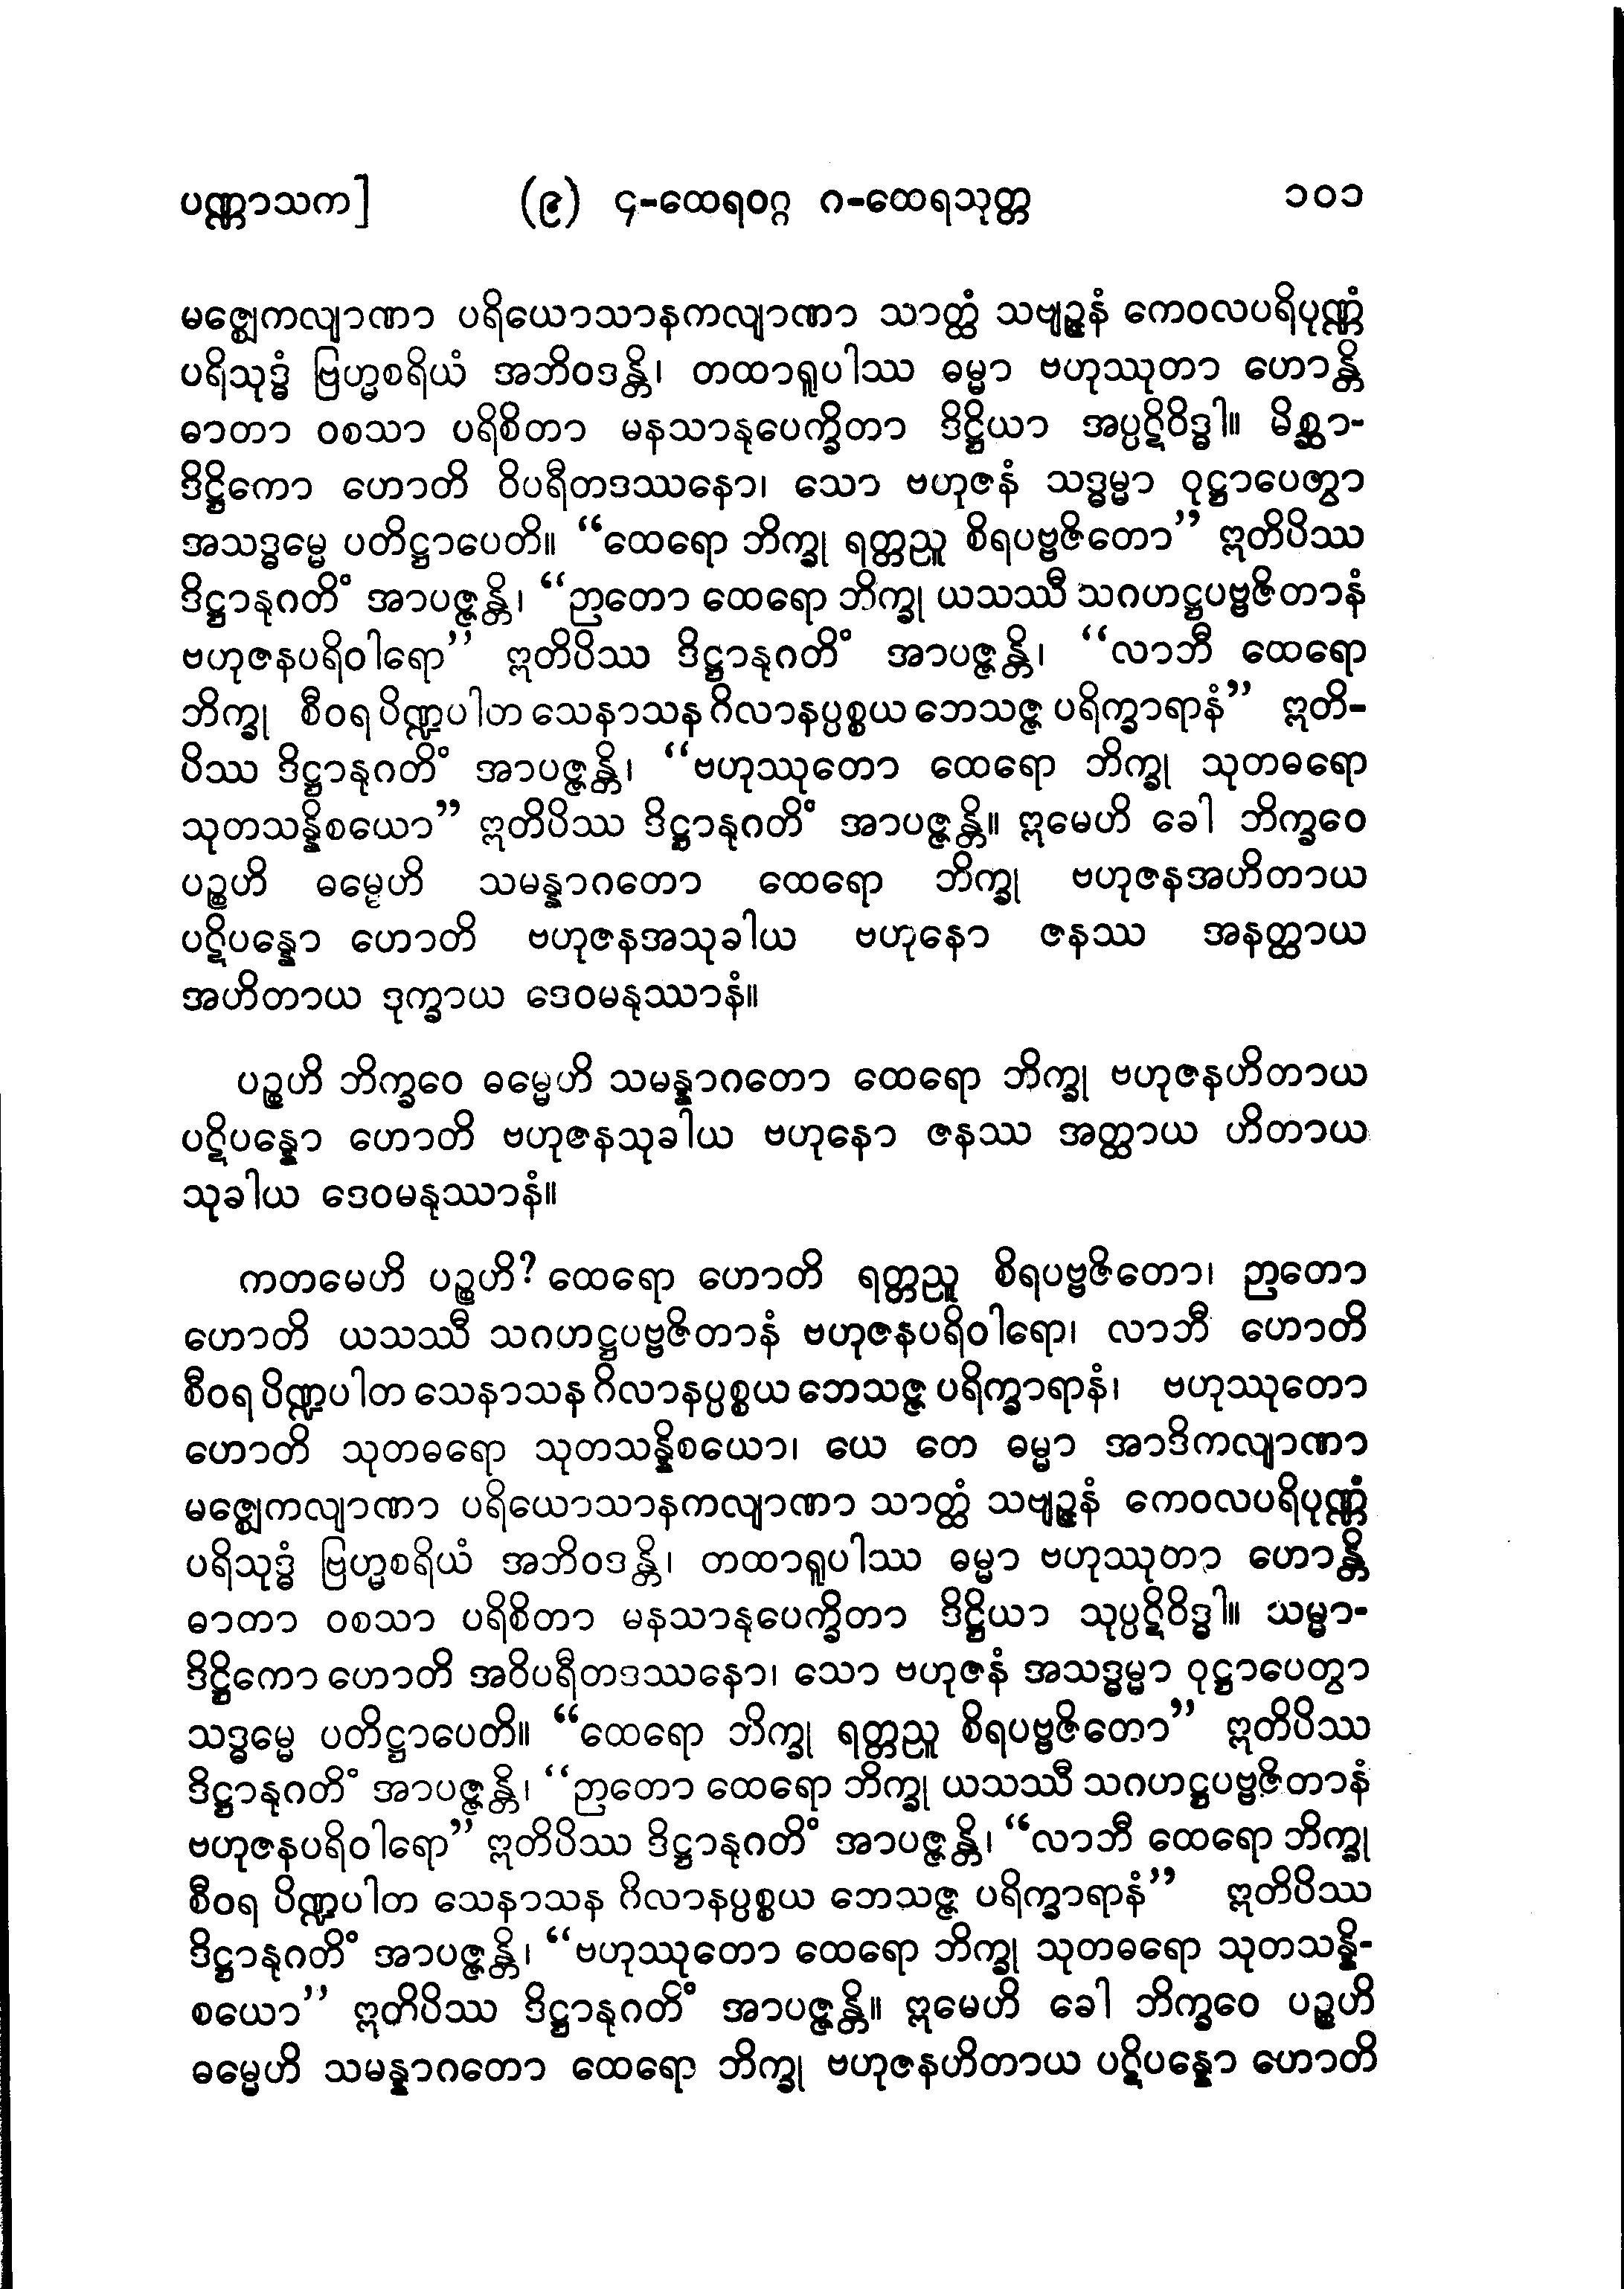 ပဏ္ဏာသက] (၉) ၄-ထေရဝဂ္ဂ ဂ-ထေရသုတ္တ ၁၀၁
မဇ္ဈေကလျာဏာ ပရိယောသာနကလျာဏာ သာတ္ထံ သဗျဉ္ဇနံ ကေဝလပရိပုဏ္ဏံ
ပရိသုဒ္ဓံ ဗြဟ္မစရိယံ အဘိဝဒန္တိ၊ တထာရူပါဿ ဓမ္မာ ဗဟုဿုတာ ဟောန္တိ
ဓာတာ ဝစသာ ပရိစိတာ မနသာနုပေက္ခိတာ ဒိဋ္ဌိယာ အပ္ပဋိဝိဒ္ဓါ။ မိစ္ဆာ-
ဒိဋ္ဌိကော ဟောတိ ဝိပရီတဒဿနော၊ သော ဗဟုဇနံ သဒ္ဓမ္မာ ဝုဋ္ဌာပေတွာ
အသဒ္ဓမ္မေ ပတိဋ္ဌာပေတိ။ “ထေရော ဘိက္ခု ရတ္တညူ စိရပဗ္ဗဇိတော” ဣတိပိဿ
ဒိဋ္ဌာနုဂတိံ အာပဇ္ဇန္တိ၊ “ဉာတော ထေရော ဘိက္ခု ယသဿီ သဂဟဋ္ဌပဗ္ဗဇိတာနံ
ဗဟုဇနပရိဝါရော” ဣတိပိဿ ဒိဋ္ဌာနုဂတိံ အာပဇ္ဇန္တိ၊ “လာဘီ ထေရော
ဘိက္ခု စီဝရ ပိဏ္ဍပါတ သေနာသန ဂိလာနပ္ပစ္စယ ဘေသဇ္ဇ ပရိက္ခာရာနံ” ဣတိ-
ပိဿ ဒိဋ္ဌာနုဂတိံ အာပဇ္ဇန္တိ၊ “ဗဟုဿုတော ထေရော ဘိက္ခု သုတဓရော
သုတသန္နိစယော” ဣတိပိဿ ဒိဋ္ဌာနုဂတိံ အာပဇ္ဇန္တိ။ ဣမေဟိ ခေါ ဘိက္ခဝေ
ပဉ္စဟိ ဓမ္မေဟိ သမန္နာဂတော ထေရော ဘိက္ခု ဗဟုဇနအဟိတာယ
ပဋိပန္နော ဟောတိ ဗဟုဇနအသုခါယ ဗဟုနော ဇနဿ အနတ္ထာယ
အဟိတာယ ဒုက္ခာယ ဒေဝမနုဿာနံ။
ပဉ္စဟိ ဘိက္ခဝေ ဓမ္မေဟိ သမန္နာဂတော ထေရော ဘိက္ခု ဗဟုဇနဟိတာယ
ပဋိပန္နော ဟောတိ ဗဟုဇနသုခါယ ဗဟုနော ဇနဿ အတ္ထာယ ဟိတာယ
သုခါယ ဒေဝမနုဿာနံ။
ကတမေဟိ ပဉ္စဟိ? ထေရော ဟောတိ ရတ္တညူ စိရပဗ္ဗဇိတော၊ ဉာတော
ဟောတိ ယသဿီ သဂဟဋ္ဌပဗ္ဗဇိတာနံ ဗဟုဇနပရိဝါရော၊ လာဘီ ဟောတိ
စီဝရ ပိဏ္ဍပါတ သေနာသန ဂိလာနပ္ပစ္စယ ဘေသဇ္ဇ ပရိက္ခာရာနံ၊ ဗဟုဿုတော
ဟောတိ သုတဓရော သုတသန္နိစယော၊ ယေ တေ ဓမ္မာ အာဒိကလျာဏာ
မဇ္ဈေကလျာဏာ ပရိယောသာနကလျာဏာ သာတ္ထံ သဗျဉ္ဇနံ ကေဝလပရိပုဏ္ဏံ
ပရိသုဒ္ဓံ ဗြဟ္မစရိယံ အဘိဝဒန္တိ၊ တထာရူပါဿ ဓမ္မာ ဗဟုဿုတာ ဟောန္တိ
ဓာတာ ဝစသာ ပရိစိတာ မနသာနုပေက္ခိတာ ဒိဋ္ဌိယာ သုပ္ပဋိဝိဒ္ဓါ။ သမ္မာ-
ဒိဋ္ဌိကော ဟောတိ အဝိပရီတဒဿနော၊ သော ဗဟုဇနံ အသဒ္ဓမ္မာ ဝုဋ္ဌာပေတွာ
သဒ္ဓမ္မေ ပတိဋ္ဌာပေတိ။ “ထေရော ဘိက္ခု ရတ္တညူ စိရပဗ္ဗဇိတော” ဣတိပိဿ
ဒိဋ္ဌာနုဂတိံ အာပဇ္ဇန္တိ၊ “ဉာတော ထေရော ဘိက္ခု ယသဿီ သဂဟဋ္ဌပဗ္ဗဇိတာနံ
ဗဟုဇနပရိဝါရော” ဣတိပိဿ ဒိဋ္ဌာနုဂတိံ အာပဇ္ဇန္တိ၊ “လာဘီ ထေရော ဘိက္ခု
စီဝရ ပိဏ္ဍပါတ သေနာသန ဂိလာနပ္ပစ္စယ ဘေသဇ္ဇ ပရိက္ခာရာနံ” ဣတိပိဿ
ဒိဋ္ဌာနုဂတိံ အာပဇ္ဇန္တိ၊ “ဗဟုဿုတော ထေရော ဘိက္ခု သုတဓရော သုတသန္နိ-
စယော” ဣတိပိဿ ဒိဋ္ဌာနုဂတိံ အာပဇ္ဇန္တိ။ ဣမေဟိ ခေါ ဘိက္ခဝေ ပဉ္စဟိ
ဓမ္မေဟိ သမန္နာဂတော ထေရော ဘိက္ခု ဗဟုဇနဟိတာယ ပဋိပန္နော ဟောတိ